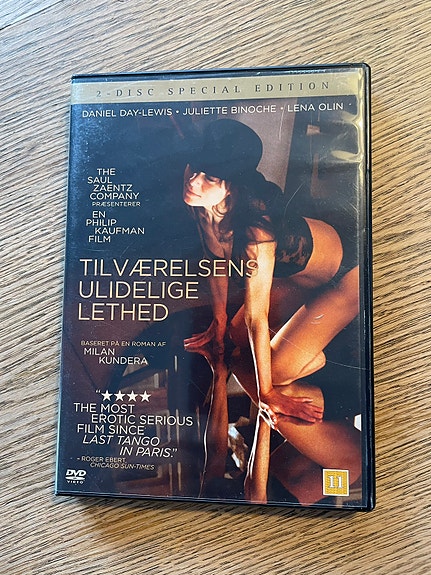 2-DISC SPECIAL EDITION
DANIEL DAY-LEWIS • JULIETTE BINOCHE • LENA OLIN
THE
SAUL
ZAENTZ
COMPANY
PRÆSENTERER
EN
PHILIP
KAUFMAN
FILM
TILVÆRELSENS
ULIDELIGE
LETHED
BASERET PÅ EN ROMAN AF
MILAN
KUNDERA
"★★★★
THE MOST
EROTIC SERIOUS
FILM SINCE
LAST TANGO
IN PARIS."
- ROGER EBERT,
CHICAGO SUN-TIMES
DVD
VIDEO
11